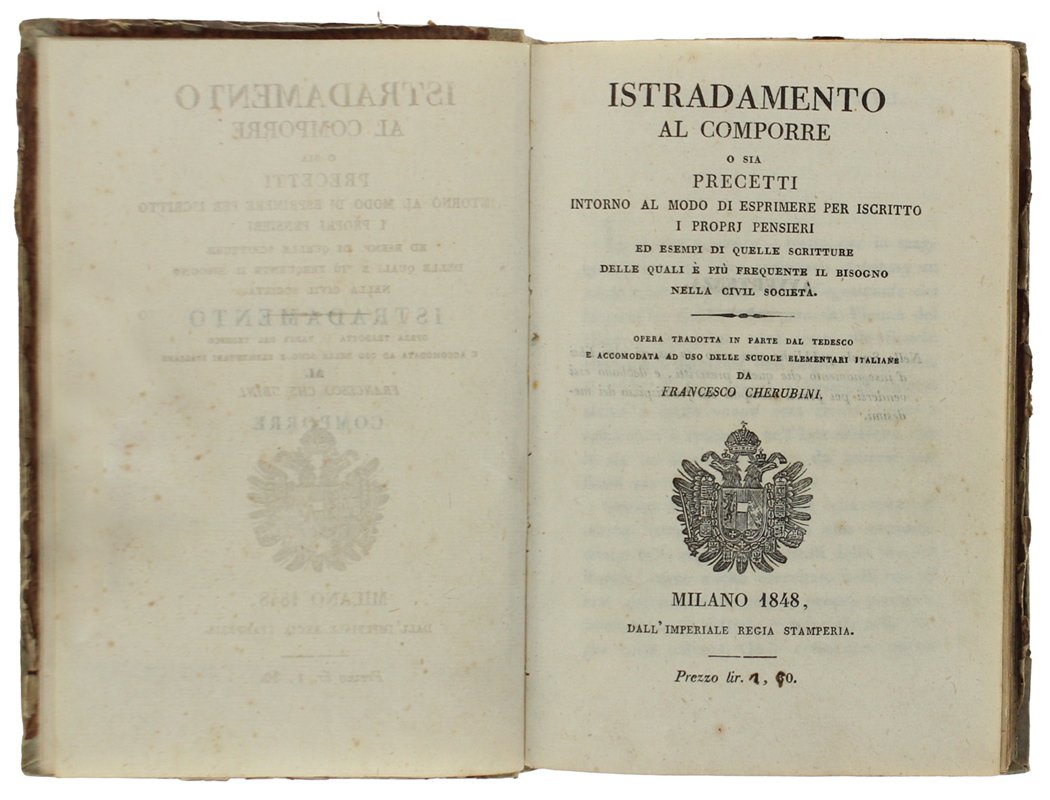 ISTRADAMENTO
AL COMPORRE
O SIA
PRECETTI
INTORNO AL MODO DI ESPRIMERE PER ISCRITTO
I PROPRJ PENSIERI
ED ESEMPI DI QUELLE SCRITTURE
DELLE QUALI È PIÙ FREQUENTE IL BISOGNO
NELLA CIVIL SOCIETÀ.
OPERA TRADOTTA IN PARTE DAL TEDESCO
E ACCOMODATA AD USO DELLE SCUOLE ELEMENTARI ITALIANE
DA
FRANCESCO CHERUBINI.
MILANO 1848,
DALL'IMPERIALE REGIA STAMPERIA.
Prezzo lir.